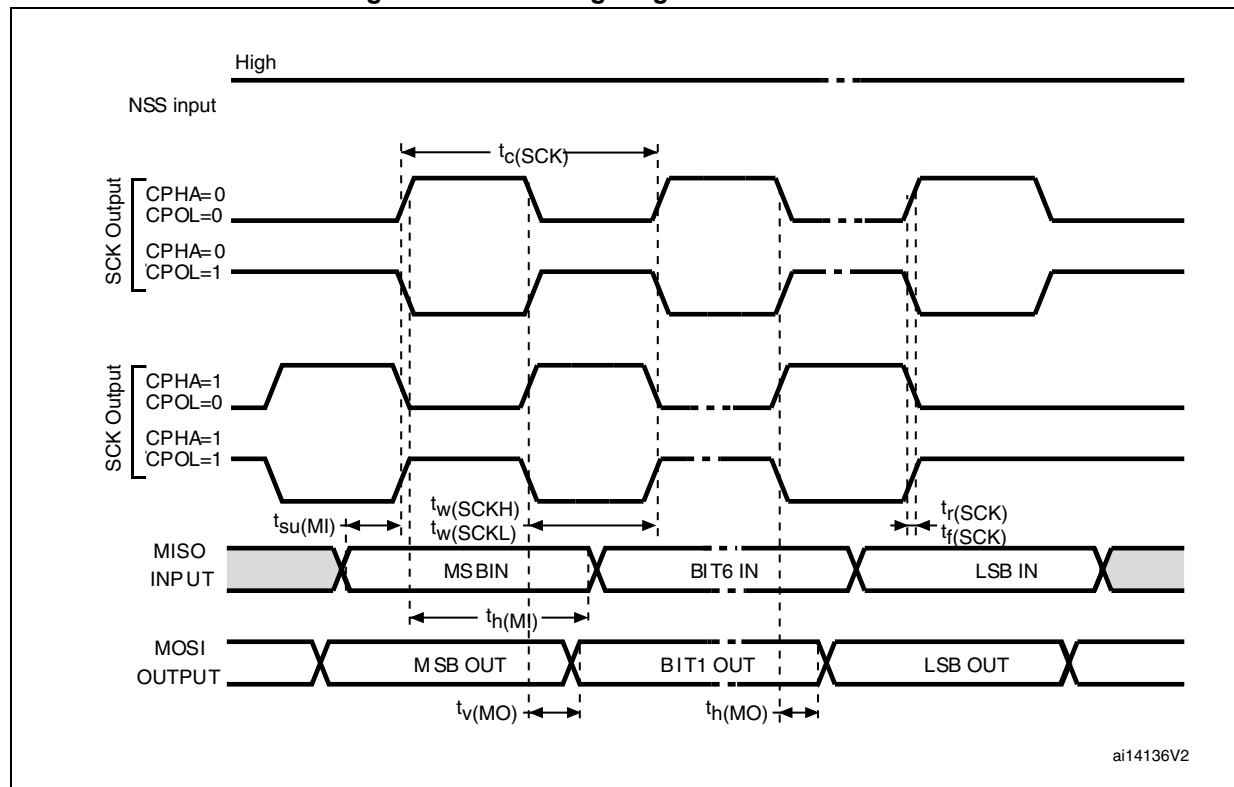 High
NSS input
tc(SCK)
SCK Output
CPHA=0
CPOL=0
CPHA=0
CPOL=1
SCK Output
CPHA=1
CPOL=0
CPHA=1
CPOL=1
tsu(MI)
tw(SCKH)
tw(SCKL)
tr(SCK)
tf(SCK)
MISO
INPUT
MSBIN
BIT6 IN
LSB IN
th(MI)
MOSI
OUTPUT
MSB OUT
BIT1 OUT
LSB OUT
tv(MO)
th(MO)
ai14136V2